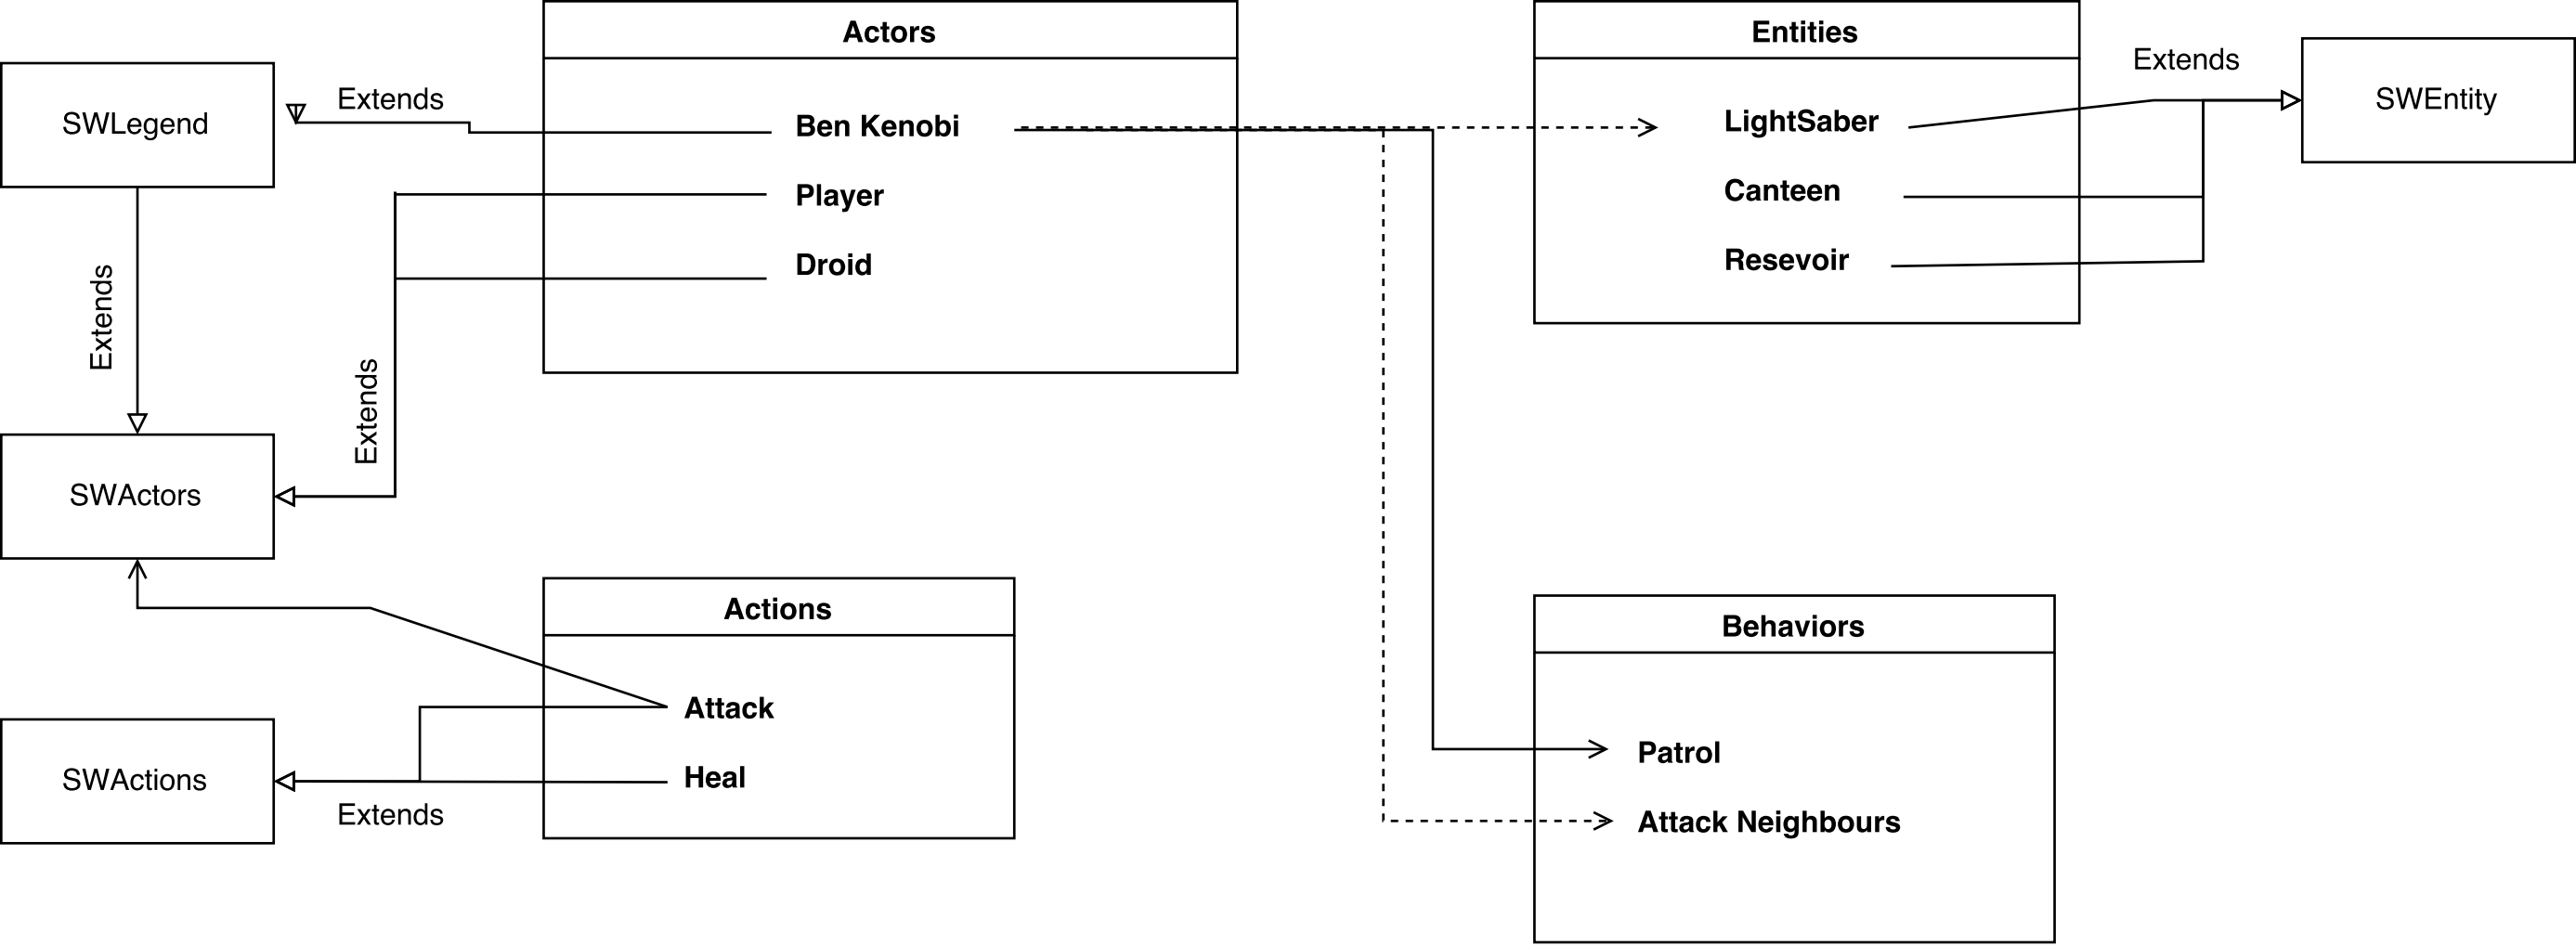 Actors
Entities
SWLegend
Extends
Ben Kenobi
Player
Droid
LightSaber
Canteen
Resevoir
Extends
SWEntity
Extends
Extends
SWActors
Actions
Attack
Heal
SWActions
Extends
Behaviors
Patrol
Attack Neighbours